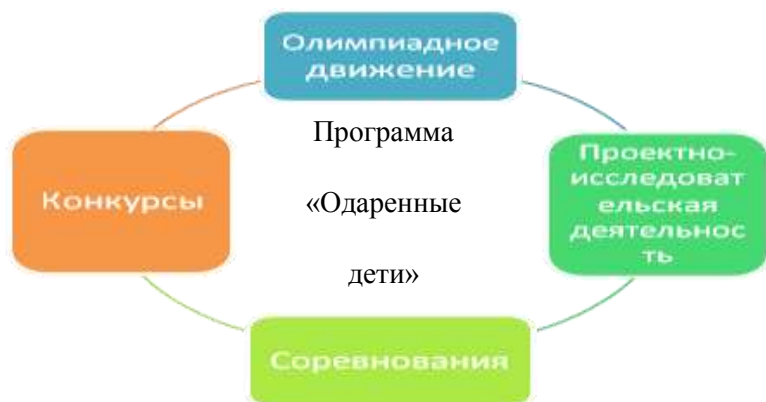 Олимпиадное
движение
Программа
«Одаренные
дети»
Конкурсы
Проектно-
исследоват
ельская
деятельнос
ть
Соревнования